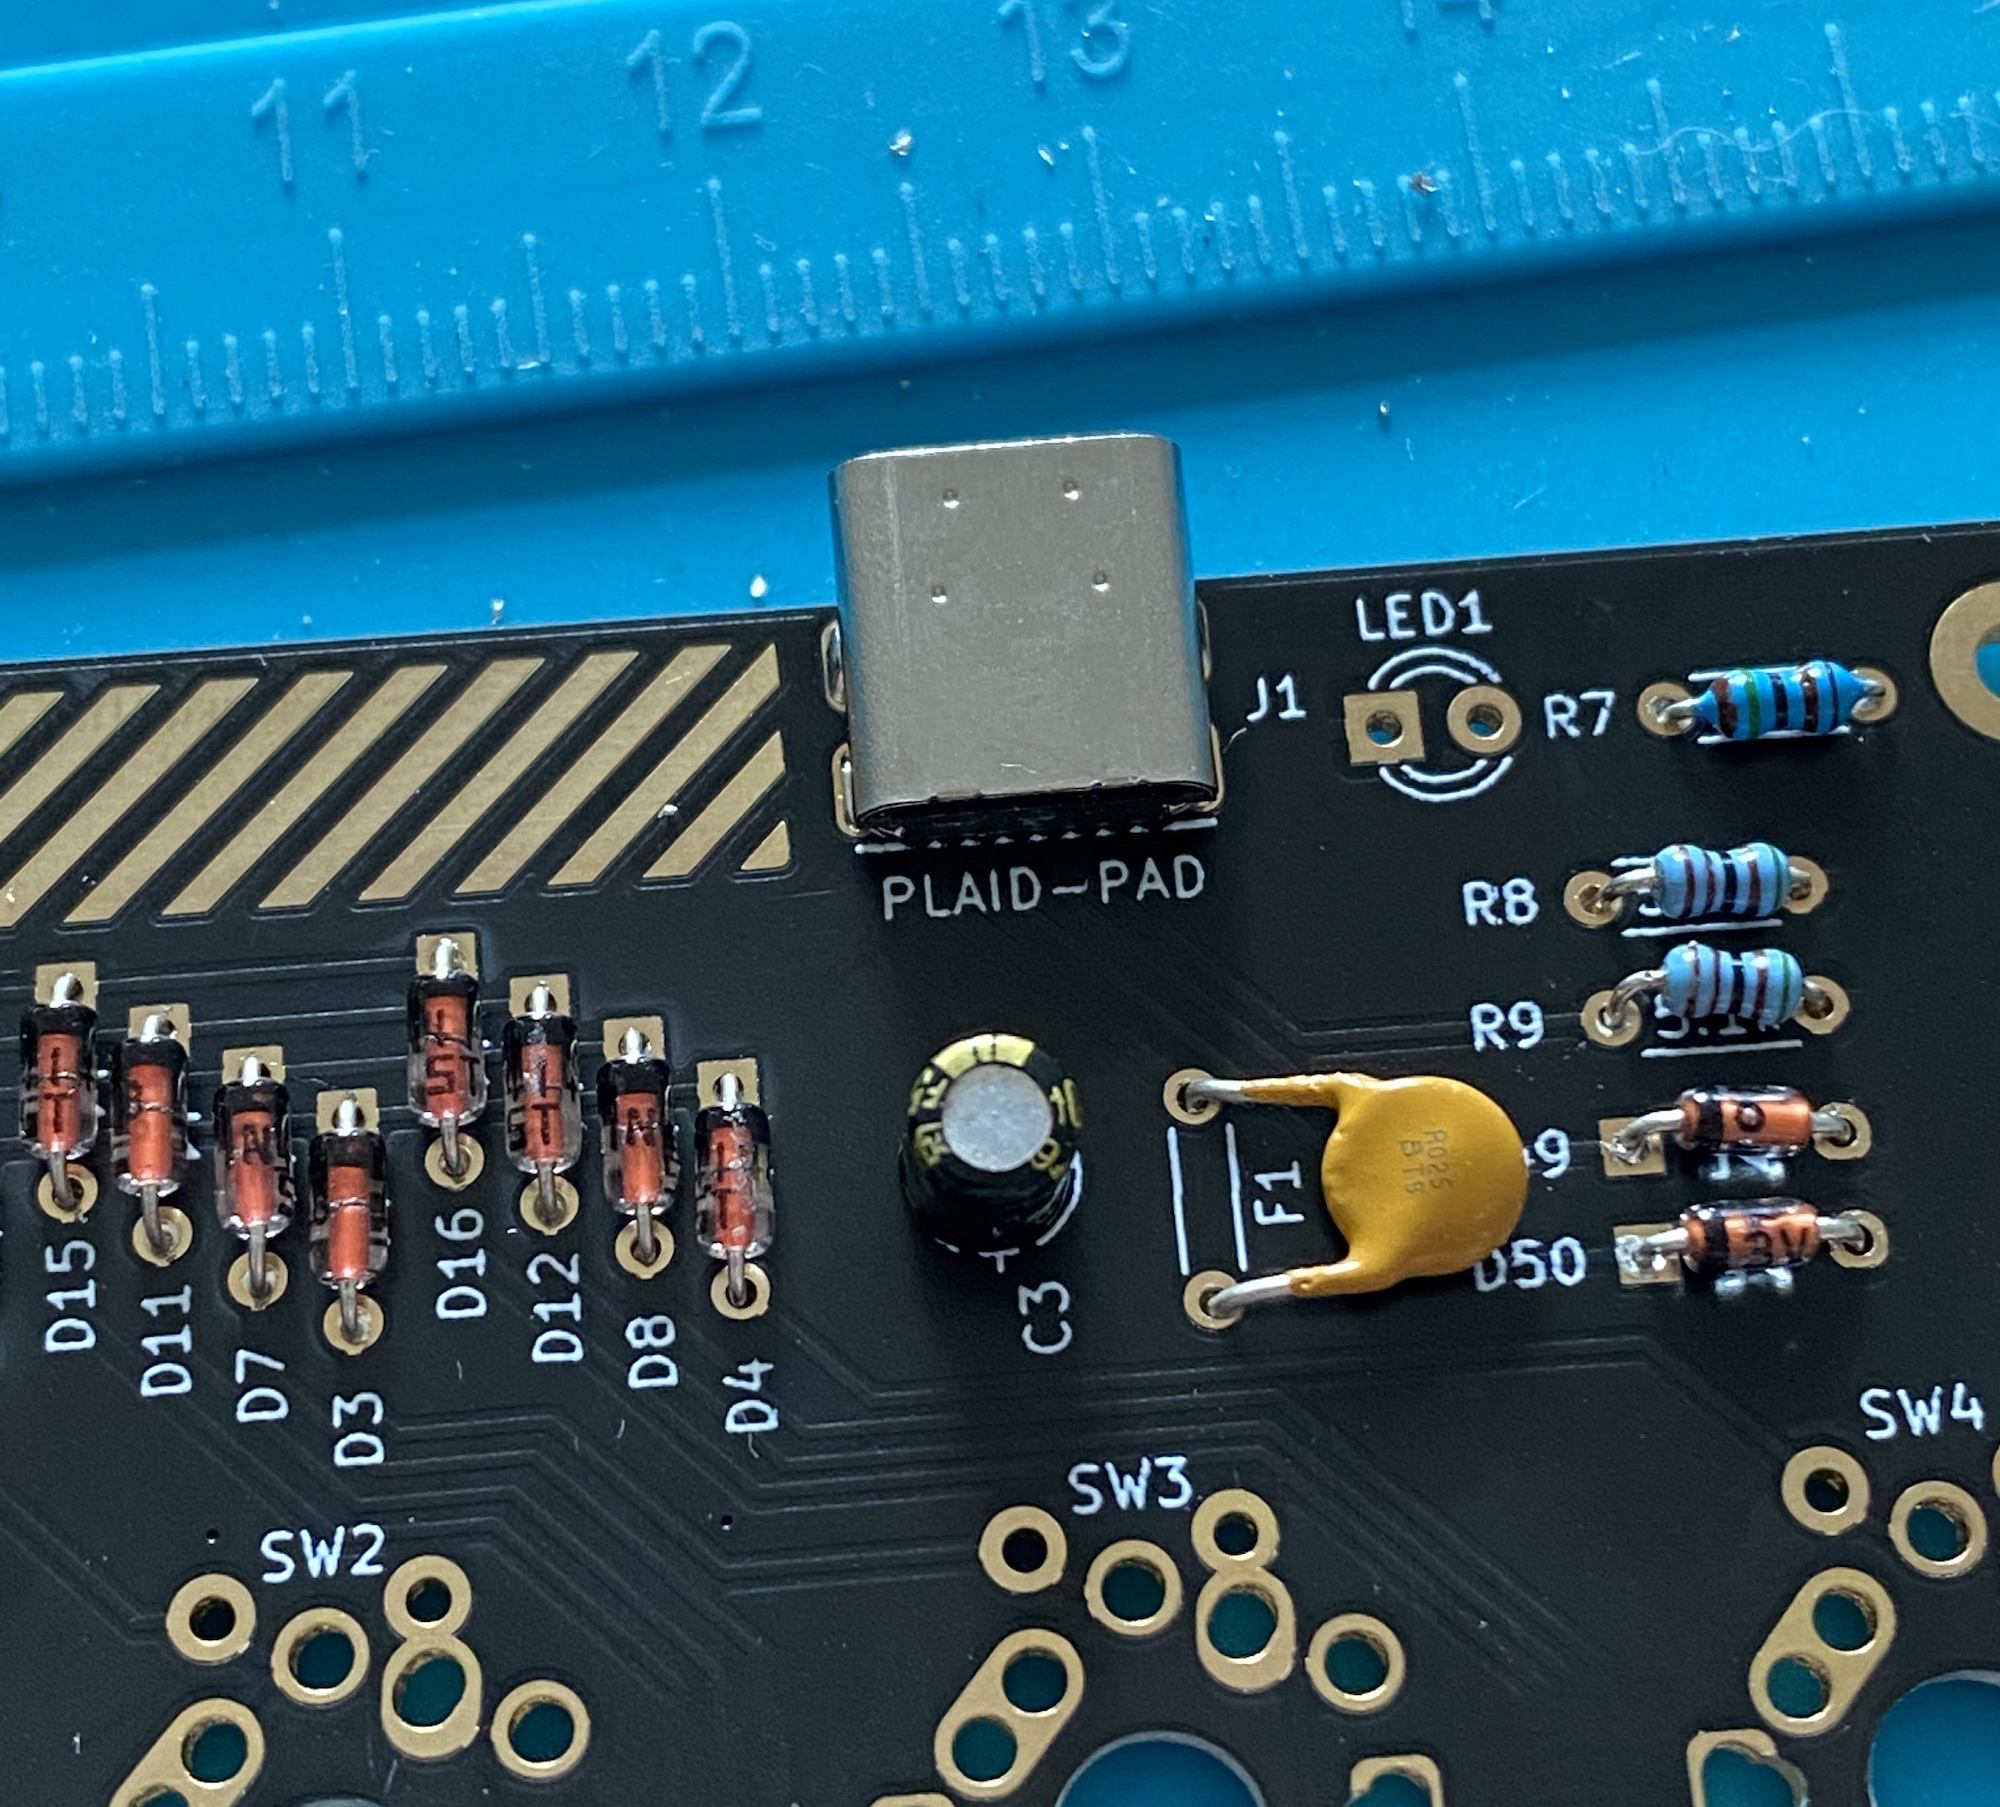 11
12
13
14
LED1
J1
R7
PLAID-PAD
R8
R9
5.1k
D15
D11
D7
D3
D16
D12
D8
D4
C3
F1
R025
BT9
9
D50
SW2
SW3
SW4